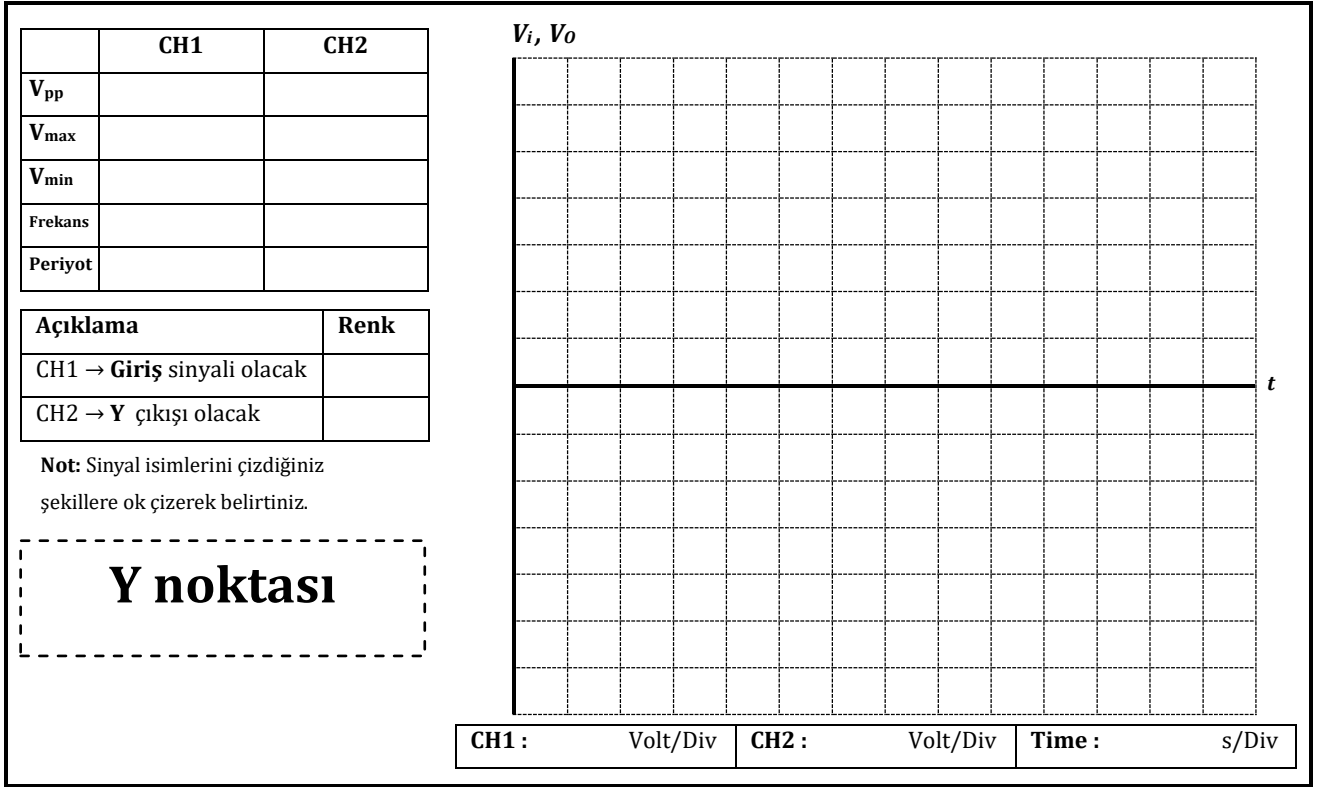 CH1 CH2
Vpp
Vmax
Vmin
Frekans
Periyot
Açıklama Renk
CH1 → Giriş sinyali olacak
CH2 → Y çıkışı olacak
Not: Sinyal isimlerini çizdiğiniz
şekillere ok çizerek belirtiniz.
Y noktası
Vi, VO
t
CH1 : Volt/Div CH2 : Volt/Div Time : s/Div